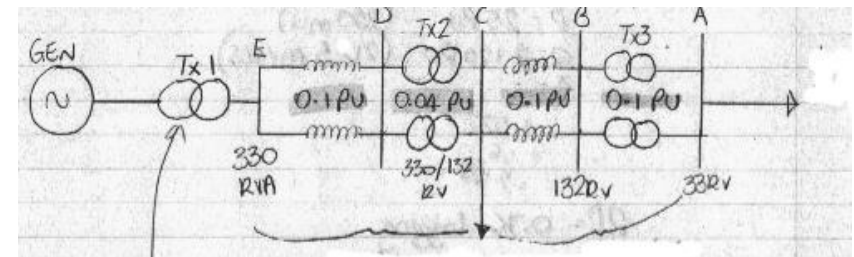 D C B A
GEN Tx1 E Tx2 Tx3
~
0.1 PU 0.04 PU 0.1 PU 0.1 PU
330 330/132 132kV 33kV
kVA kV